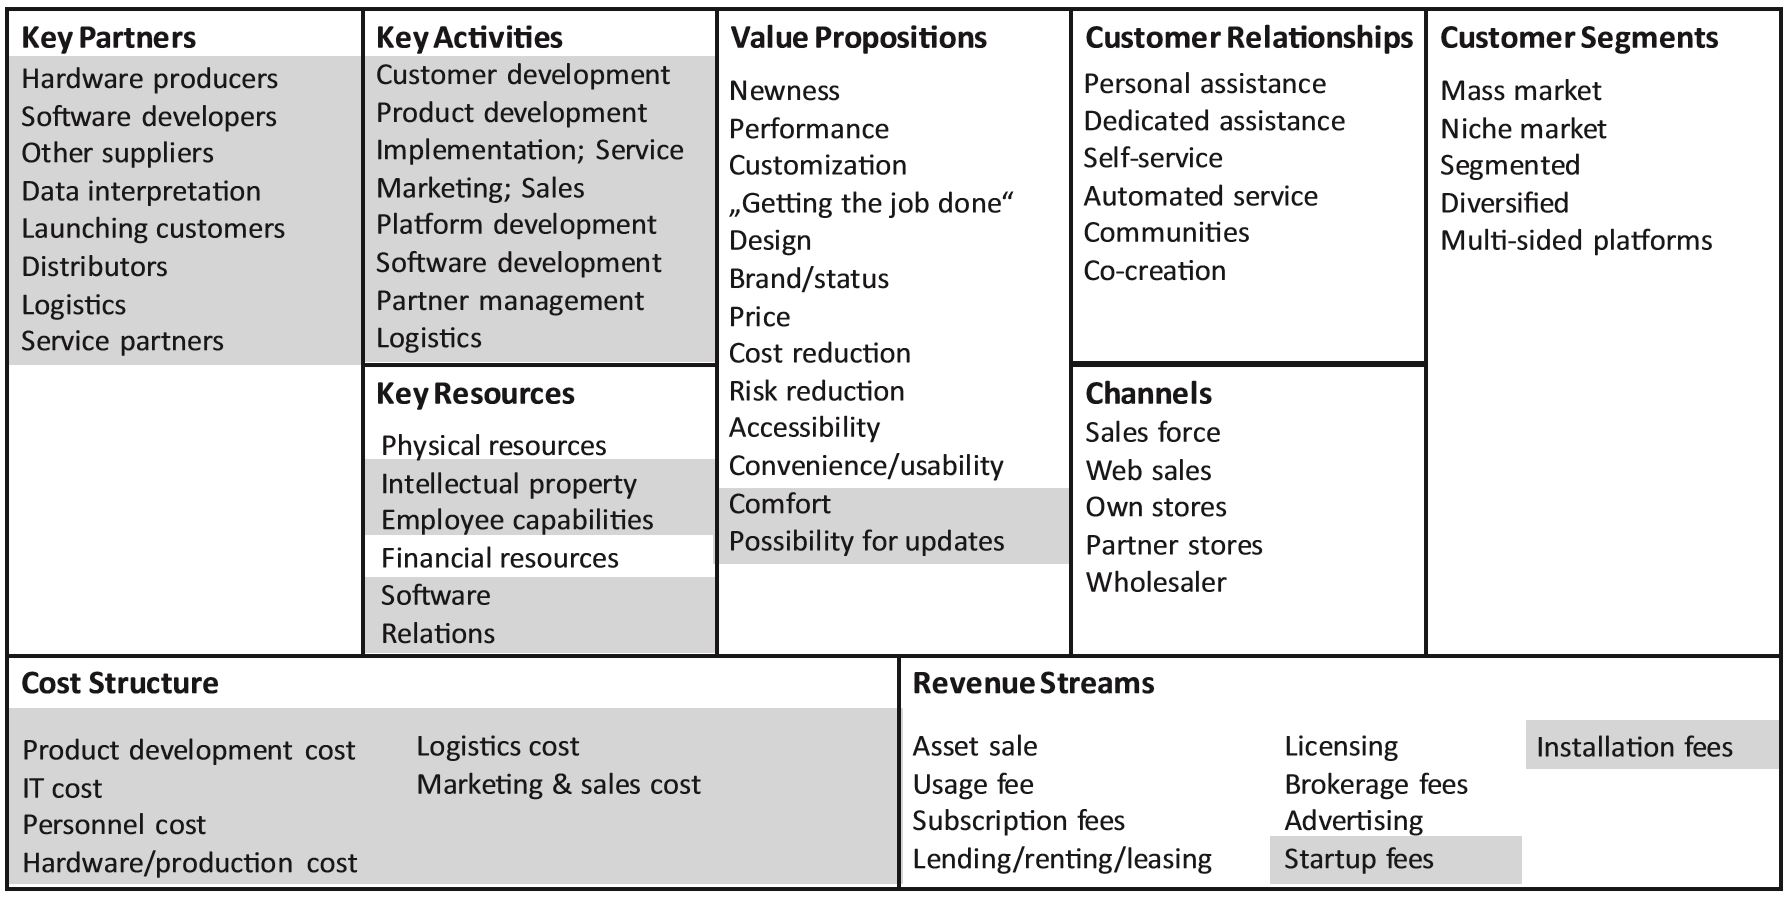 Key Partners
Hardware producers
Software developers
Other suppliers
Data interpretation
Launching customers
Distributors
Logistics
Service partners
Key Activities
Customer development
Product development
Implementation; Service
Marketing; Sales
Platform development
Software development
Partner management
Logistics
Key Resources
Physical resources
Intellectual property
Employee capabilities
Financial resources
Software
Relations
Value Propositions
Newness
Performance
Customization
„Getting the job done“
Design
Brand/status
Price
Cost reduction
Risk reduction
Accessibility
Convenience/usability
Comfort
Possibility for updates
Customer Relationships
Personal assistance
Dedicated assistance
Self-service
Automated service
Communities
Co-creation
Channels
Sales force
Web sales
Own stores
Partner stores
Wholesaler
Customer Segments
Mass market
Niche market
Segmented
Diversified
Multi-sided platforms
Cost Structure
Product development cost
IT cost
Personnel cost
Hardware/production cost
Logistics cost
Marketing & sales cost
Revenue Streams
Asset sale
Usage fee
Subscription fees
Lending/renting/leasing
Licensing
Brokerage fees
Advertising
Startup fees
Installation fees